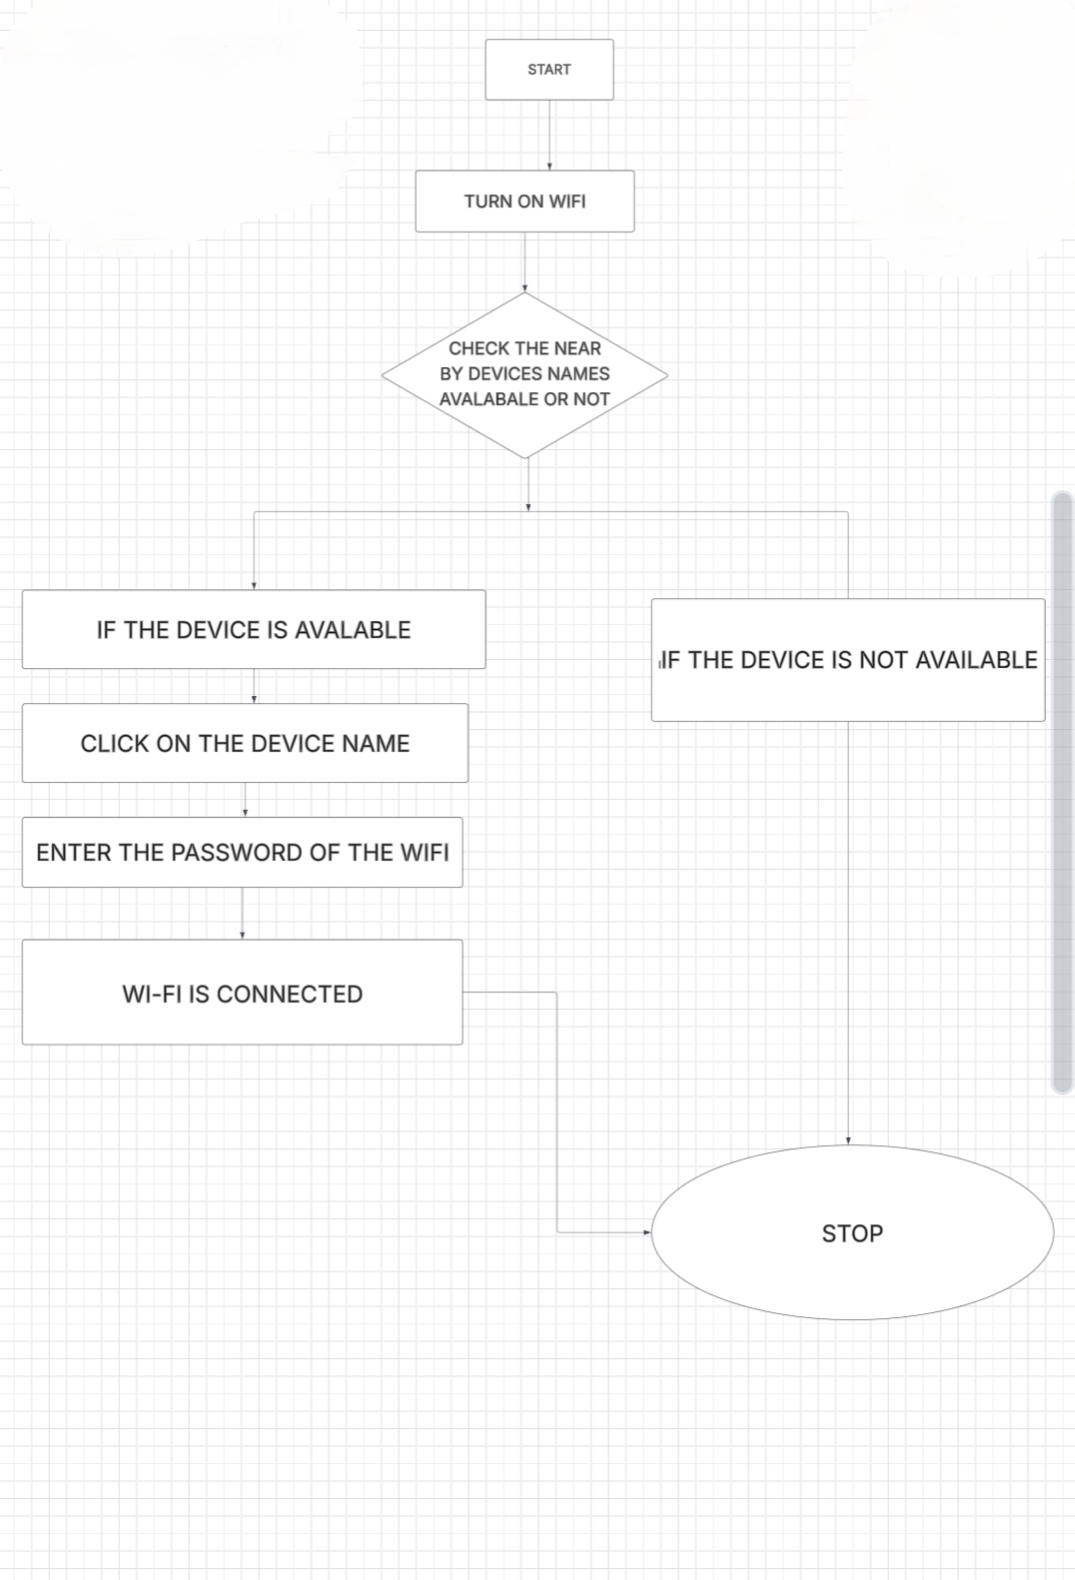 START
TURN ON WIFI
CHECK THE NEAR
BY DEVICES NAMES
AVALABALE OR NOT
IF THE DEVICE IS AVALABLE
IF THE DEVICE IS NOT AVAILABLE
CLICK ON THE DEVICE NAME
ENTER THE PASSWORD OF THE WIFI
WI-FI IS CONNECTED
STOP